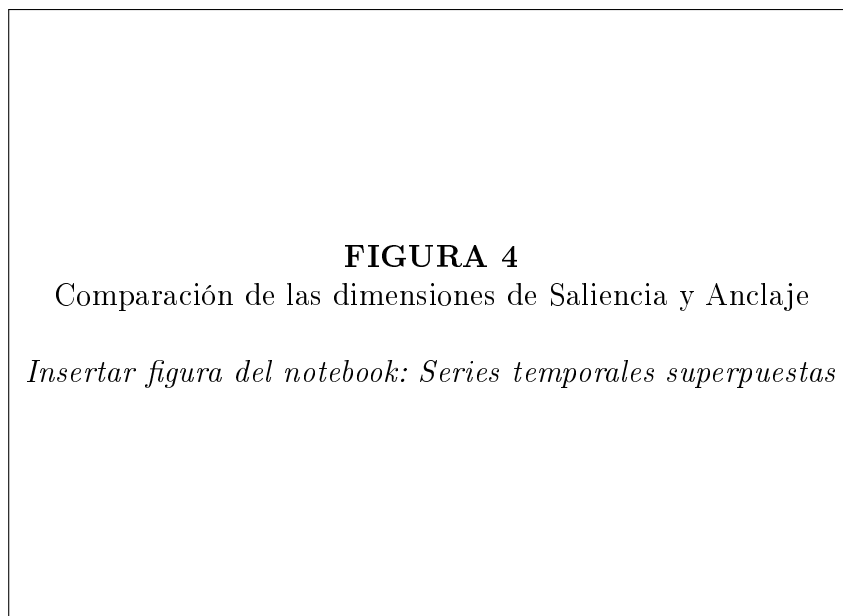 FIGURA 4
Comparación de las dimensiones de Saliencia y Anclaje
Insertar figura del notebook: Series temporales superpuestas